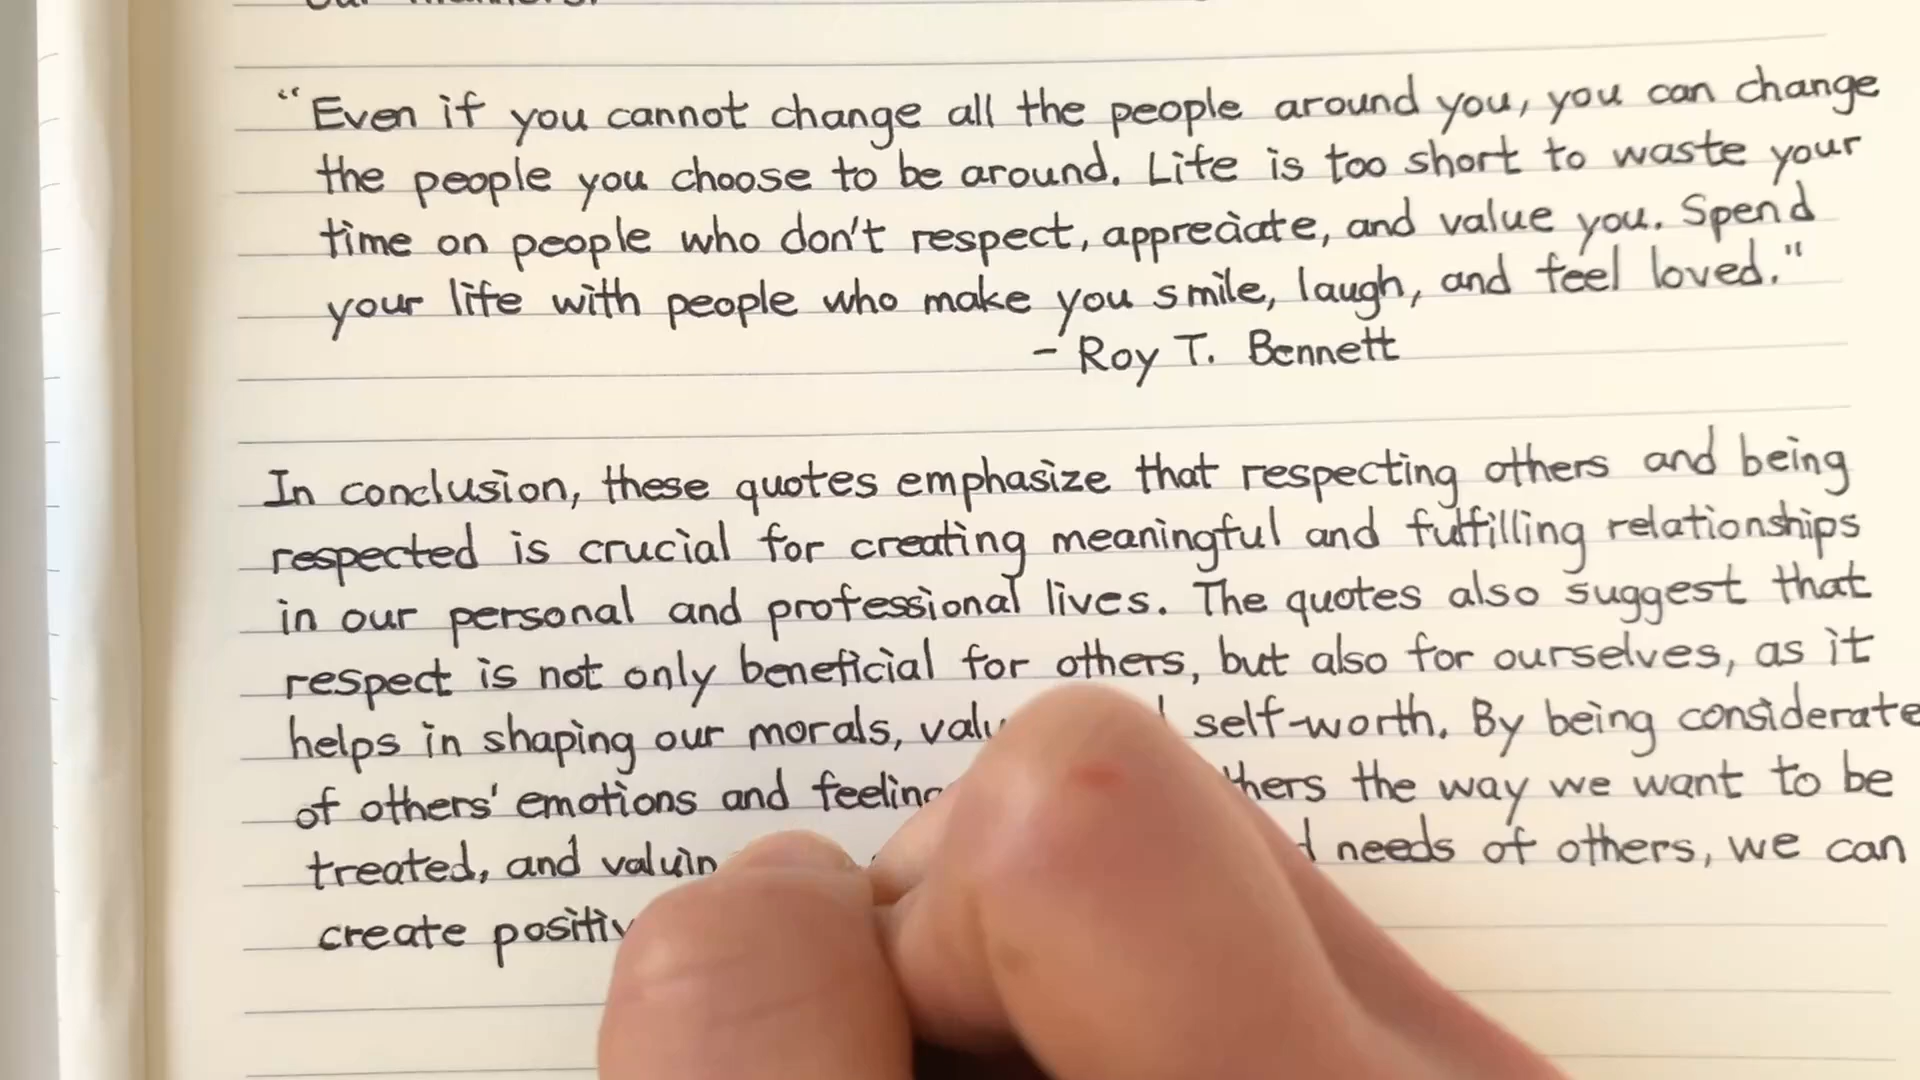 our manners.
“Even if you cannot change all the people around you, you can change
the people you choose to be around. Life is too short to waste your
time on people who don't respect, appreciate, and value you. Spend
your life with people who make you smile, laugh, and feel loved."
- Roy T. Bennett
In conclusion, these quotes emphasize that respecting others and being
respected is crucial for creating meaningful and fulfilling relationships
in our personal and professional lives. The quotes also suggest that
respect is not only beneficial for others, but also for ourselves, as it
helps in shaping our morals, self-worth. By being considerate
of others' emotions and the way we want to be
treated, and needs of others, we can
create